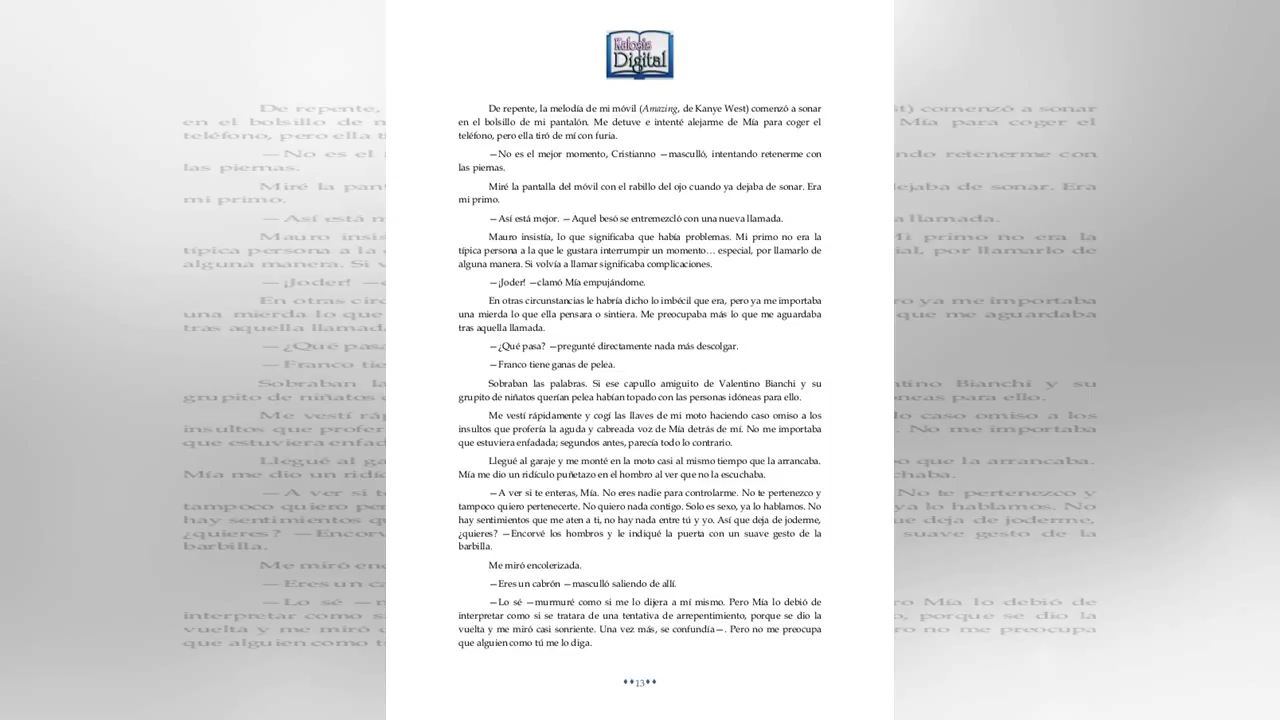 Kalosis
Digital
De repente, la melodía de mi móvil (Amazing, de Kanye West) comenzó a sonar
en el bolsillo de mi pantalón. Me detuve e intenté alejarme de Mía para coger el
teléfono, pero ella tiró de mí con furia.
—No es el mejor momento, Cristianno —masculló, intentando retenerme con
las piernas.
Miré la pantalla del móvil con el rabillo del ojo cuando ya dejaba de sonar. Era
mi primo.
—Así está mejor. —Aquel besó se entremezcló con una nueva llamada.
Mauro insistía, lo que significaba que había problemas. Mi primo no era la
típica persona a la que le gustara interrumpir un momento… especial, por llamarlo de
alguna manera. Si volvía a llamar significaba complicaciones.
—¡Joder! —clamó Mía empujándome.
En otras circunstancias le habría dicho lo imbécil que era, pero ya me importaba
una mierda lo que ella pensara o sintiera. Me preocupaba más lo que me aguardaba
tras aquella llamada.
—¿Qué pasa? —pregunté directamente nada más descolgar.
—Franco tiene ganas de pelea.
Sobraban las palabras. Si ese capullo amiguito de Valentino Bianchi y su
grupito de niñatos querían pelea habían topado con las personas idóneas para ello.
Me vestí rápidamente y cogí las llaves de mi moto haciendo caso omiso a los
insultos que profería la aguda y cabreada voz de Mía detrás de mí. No me importaba
que estuviera enfadada; segundos antes, parecía todo lo contrario.
Llegué al garaje y me monté en la moto casi al mismo tiempo que la arrancaba.
Mía me dio un ridículo puñetazo en el hombro al ver que no la escuchaba.
—A ver si te enteras, Mía. No eres nadie para controlarme. No te pertenezco y
tampoco quiero pertenecerte. No quiero nada contigo. Solo es sexo, ya lo hablamos. No
hay sentimientos que me aten a ti, no hay nada entre tú y yo. Así que deja de joderme,
¿quieres? —Encorvé los hombros y le indiqué la puerta con un suave gesto de la
barbilla.
Me miró encolerizada.
—Eres un cabrón —masculló saliendo de allí.
—Lo sé —murmuré como si me lo dijera a mí mismo. Pero Mía lo debió de
interpretar como si se tratara de una tentativa de arrepentimiento, porque se dio la
vuelta y me miró casi sonriente. Una vez más, se confundía—. Pero no me preocupa
que alguien como tú me lo diga.
13